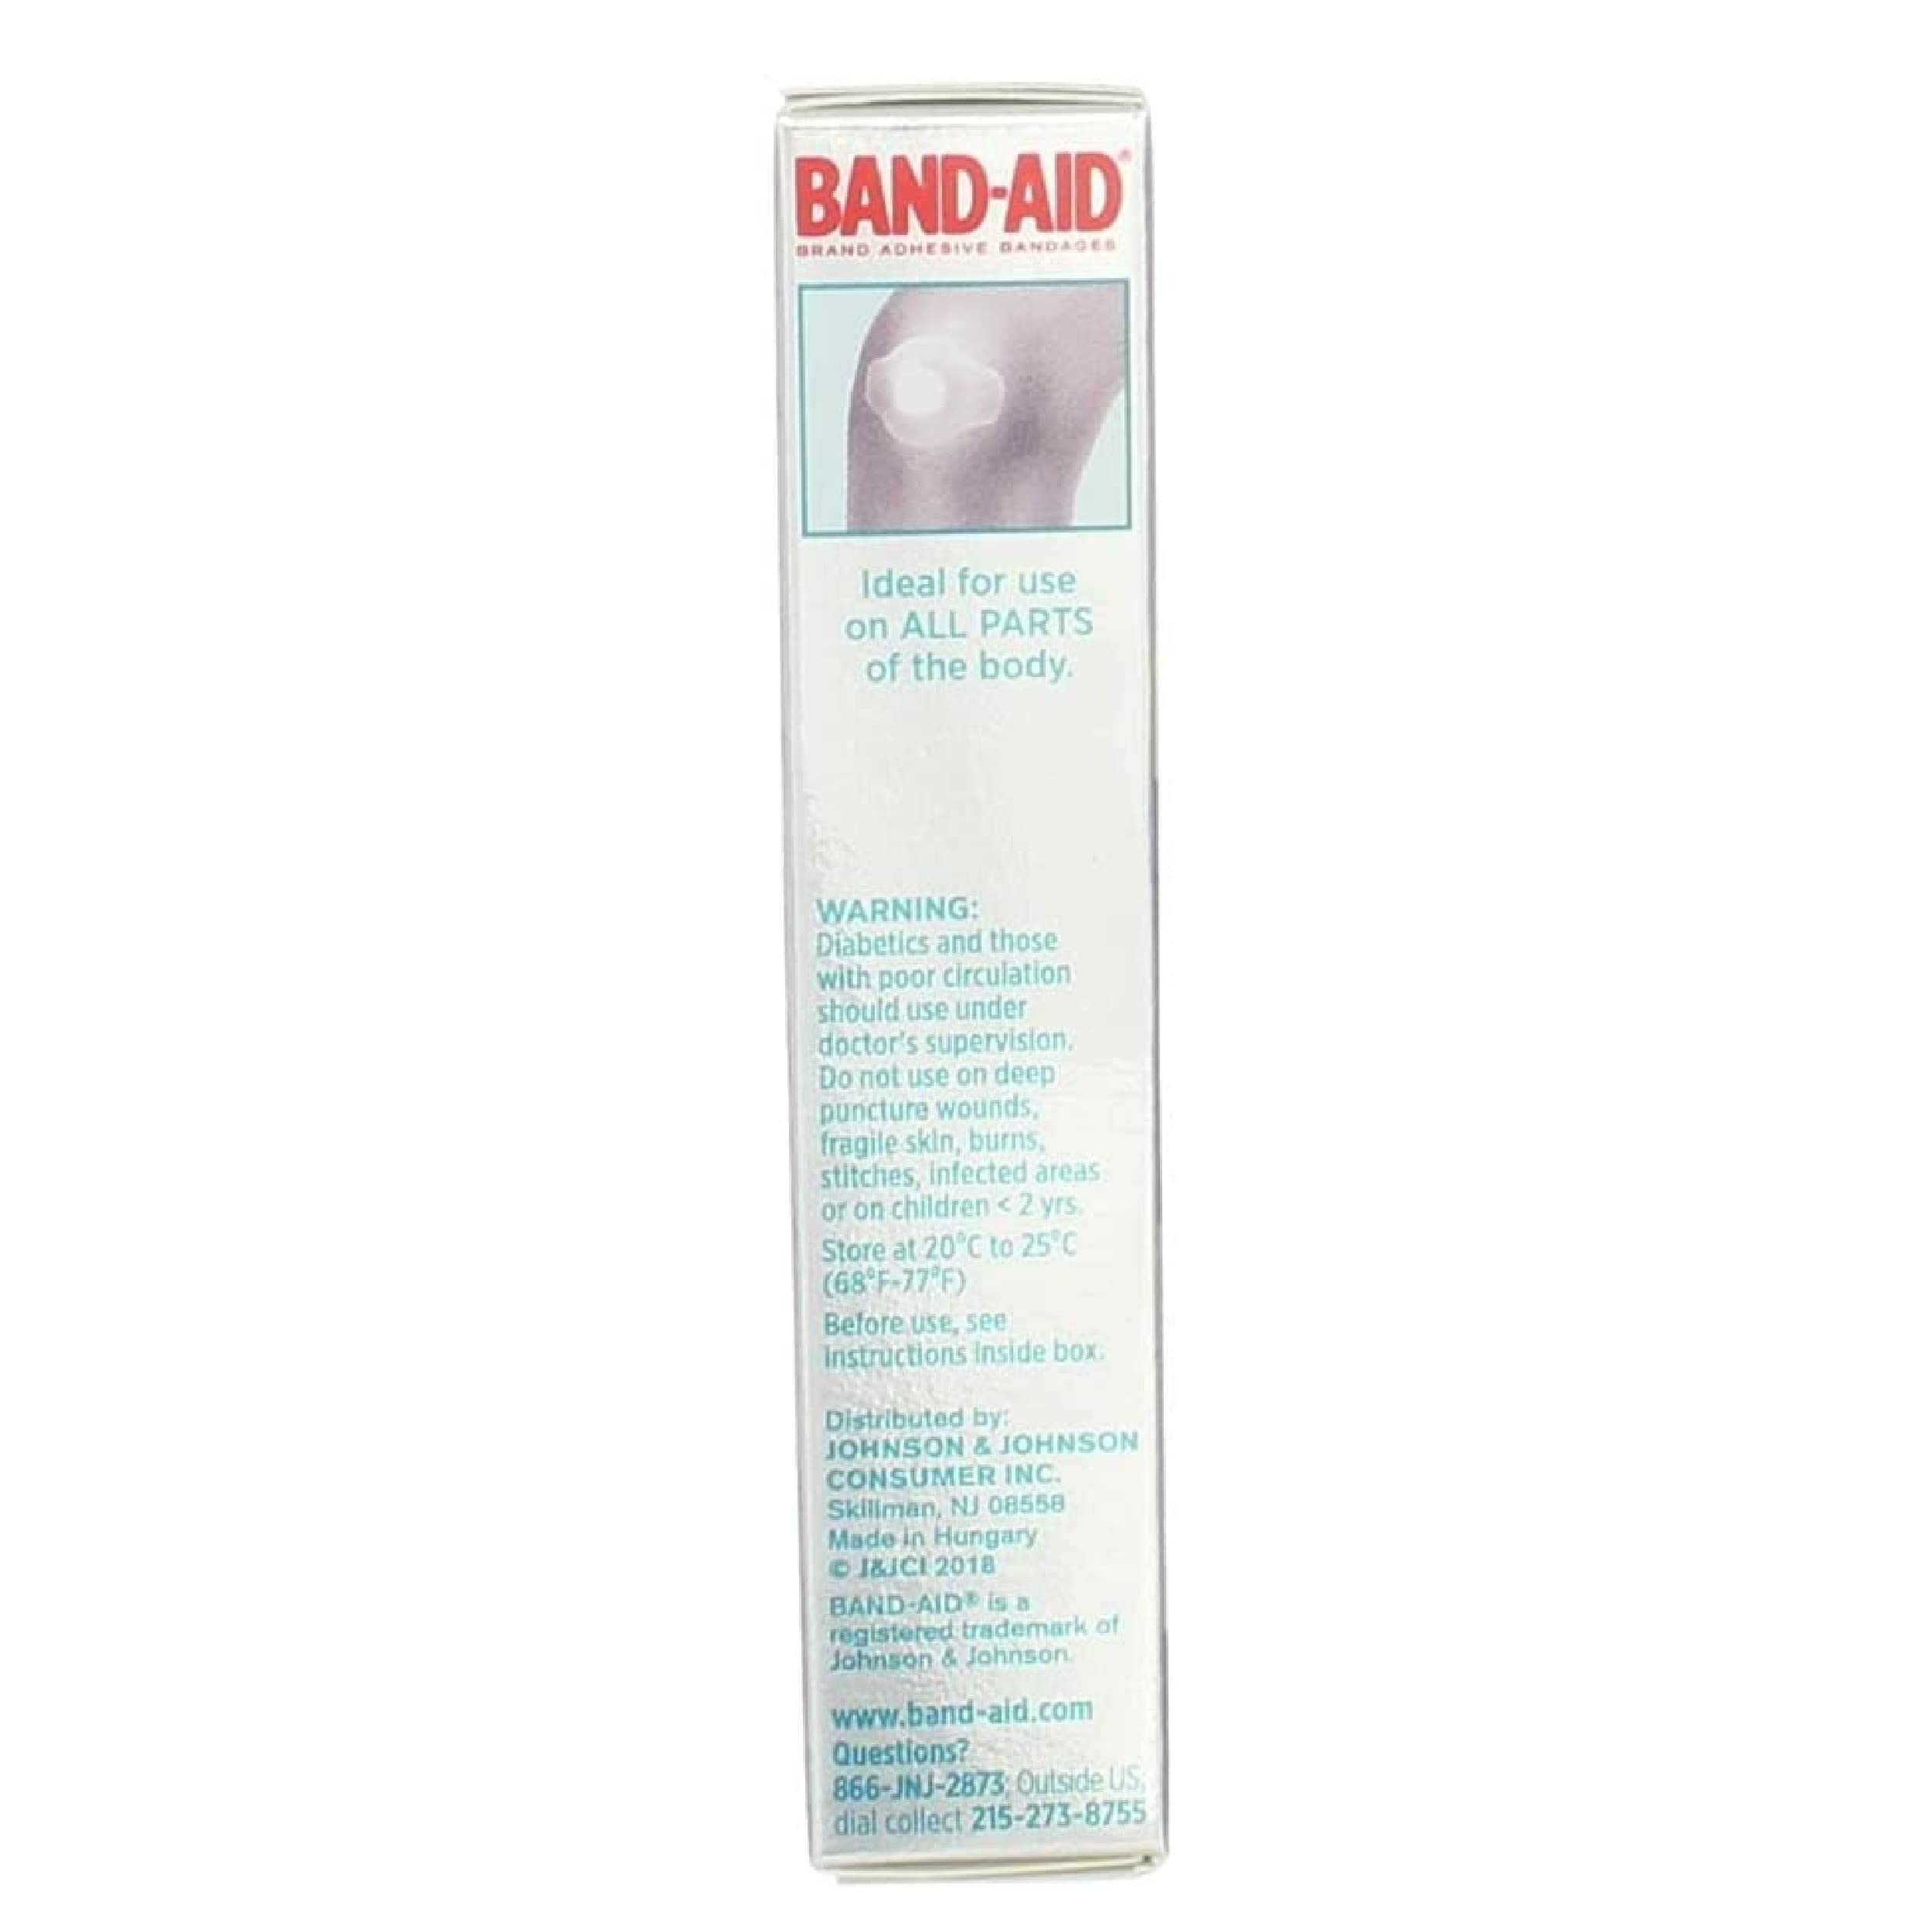 BAND-AID®
BRAND ADHESIVE BANDAGES
Ideal for use
on ALL PARTS
of the body.
WARNING:
Diabetics and those
with poor circulation
should use under
doctor's supervision.
Do not use on deep
puncture wounds,
fragile skin, burns,
stitches, infected areas
or on children < 2 yrs.
Store at 20°C to 25°C
(68°F-77°F)
Before use, see
instructions inside box.
Distributed by:
JOHNSON & JOHNSON
CONSUMER INC.
Skillman, NJ 08558
Made in Hungary
© J&JCI 2018
BAND-AID® is a
registered trademark of
Johnson & Johnson.
www.band-aid.com
Questions?
866-JNJ-2873; Outside US,
dial collect 215-273-8755